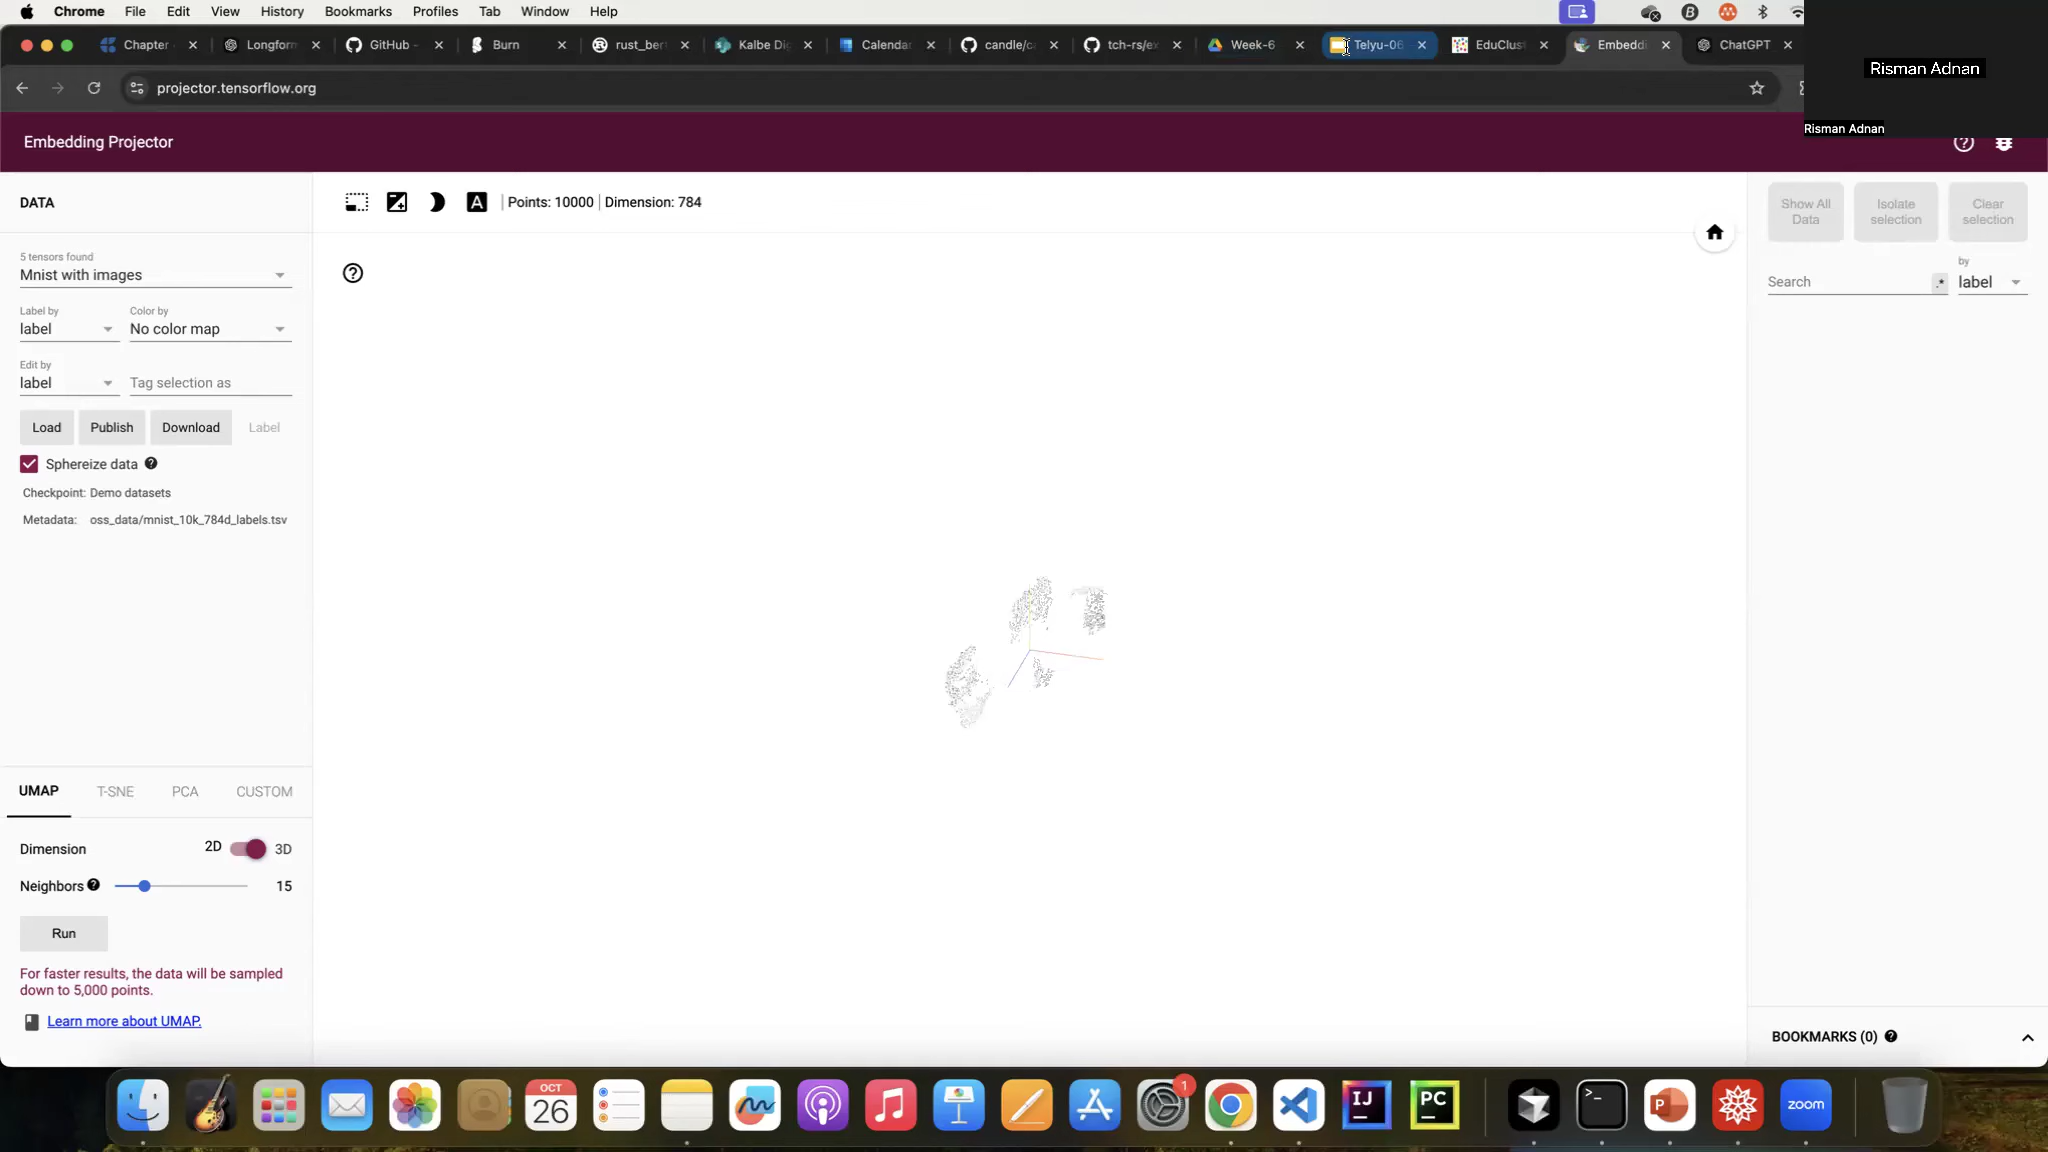 Chrome File Edit View History Bookmarks Profiles Tab Window Help
Chapter Longform GitHub - Burn rust_ber Kalbe Di Calendar candle/c tch-rs/ex Week-6 Telyu-06 EduClust Embeddi ChatGPT
projector.tensorflow.org
Risman Adnan
Risman Adnan
Embedding Projector
DATA
Points: 10000 Dimension: 784
5 tensors found
Mnist with images
Label by Color by
label No color map
Edit by
label Tag selection as
Load Publish Download Label
Sphereize data
Checkpoint: Demo datasets
Metadata: oss_data/mnist_10k_784d_labels.tsv
Show All Data
Isolate selection
Clear selection
by
Search .* label
UMAP T-SNE PCA CUSTOM
Dimension 2D 3D
Neighbors 15
Run
For faster results, the data will be sampled
down to 5,000 points.
Learn more about UMAP.
BOOKMARKS (0)
OCT
26
1
IJ
PC
>_
P
zoom